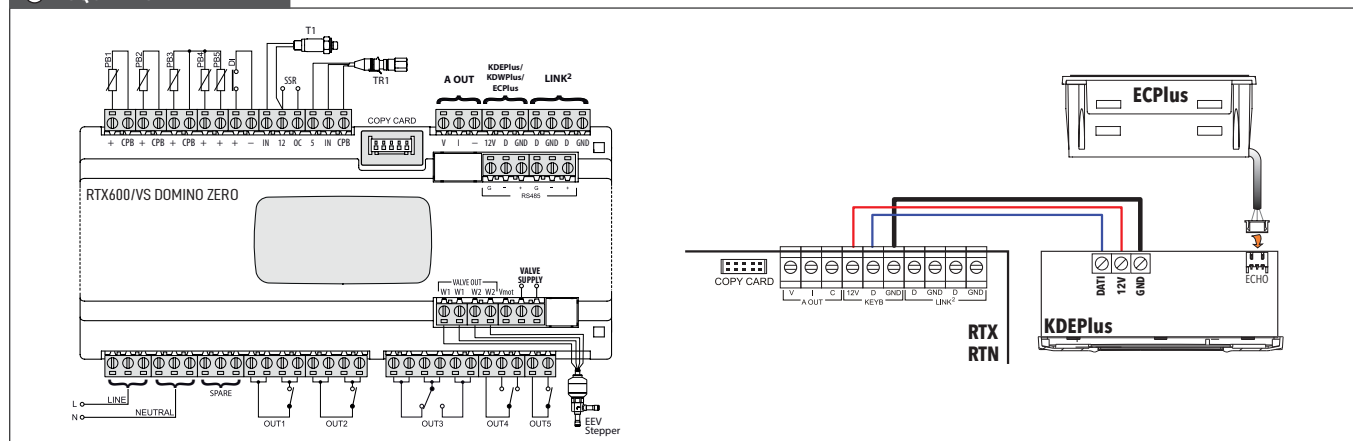 T1
PB1
PB2
PB3
PB4
PB5
DI
SSR
TR1
A OUT
KDEPlus/
KDWPlus/
ECPlus
LINK²
COPY CARD
+ CPB + CPB + CPB + + + – IN 12 OC 5 IN CPB
V I – 12V D GND D GND D GND
G – + G – +
RS485
RTX600/VS DOMINO ZERO
VALVE OUT
VALVE
SUPPLY
W1 W1 W2 W2 Vmot
L
LINE
N
NEUTRAL
SPARE
OUT1
OUT2
OUT3
OUT4
OUT5
EEV
Stepper
ECPlus
COPY CARD
V I C 12V D GND D GND D GND
A OUT
KEYB
LINK²
RTX
RTN
DATI
12V
GND
ECHO
KDEPlus